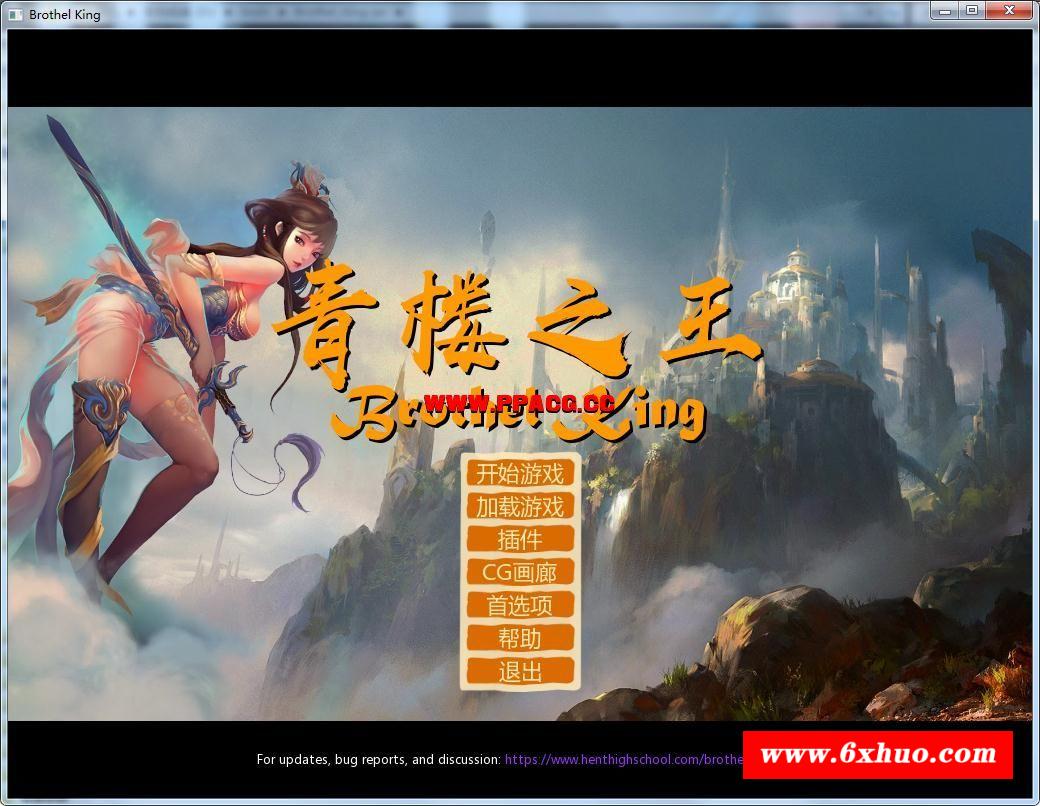 Brothel King
青楼之王
Brothel King
WWW.PPACG.CC
开始游戏
加载游戏
插件
CG画廊
首选项
帮助
退出
For updates, bug reports, and discussion: https://www.henthighschool.com/brothe
www.6xhuo.com